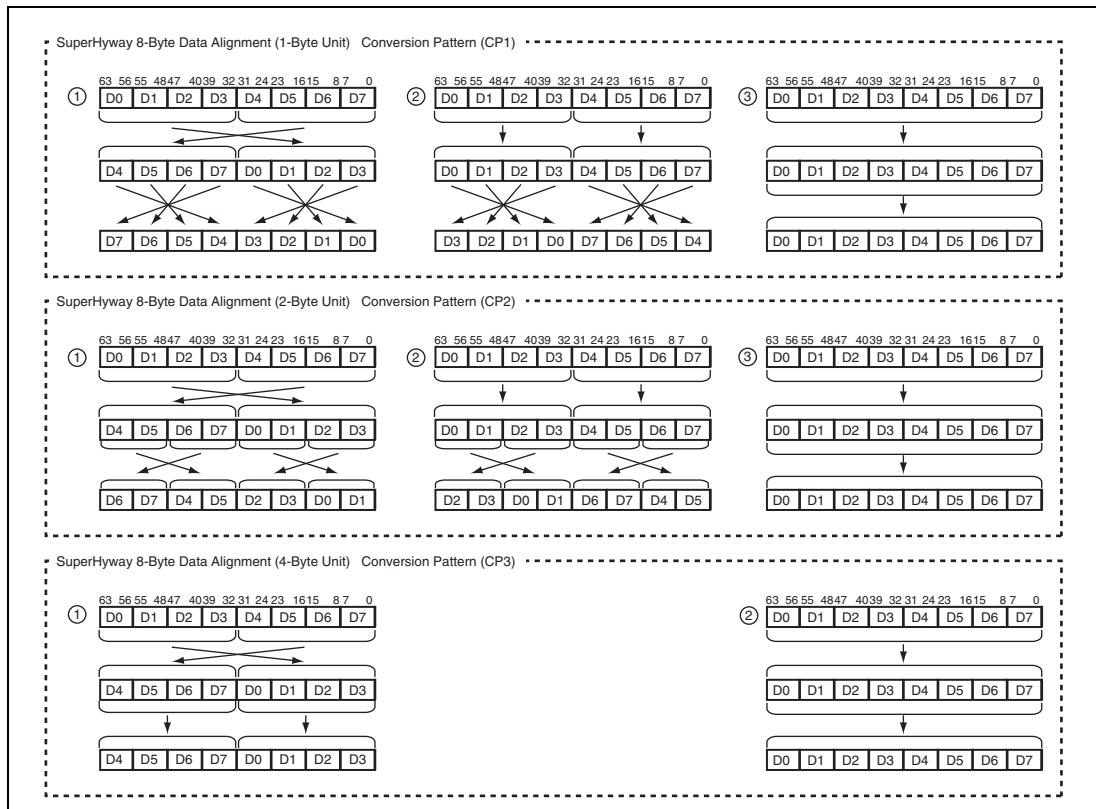 SuperHyway 8-Byte Data Alignment (1-Byte Unit) Conversion Pattern (CP1)
63 56 55 48 47 40 39 32 31 24 23 16 15 8 7 0
① D0 D1 D2 D3 D4 D5 D6 D7
D4 D5 D6 D7 D0 D1 D2 D3
D7 D6 D5 D4 D3 D2 D1 D0
63 56 55 48 47 40 39 32 31 24 23 16 15 8 7 0
② D0 D1 D2 D3 D4 D5 D6 D7
D0 D1 D2 D3 D4 D5 D6 D7
D3 D2 D1 D0 D7 D6 D5 D4
63 56 55 48 47 40 39 32 31 24 23 16 15 8 7 0
③ D0 D1 D2 D3 D4 D5 D6 D7
D0 D1 D2 D3 D4 D5 D6 D7
D0 D1 D2 D3 D4 D5 D6 D7
SuperHyway 8-Byte Data Alignment (2-Byte Unit) Conversion Pattern (CP2)
63 56 55 48 47 40 39 32 31 24 23 16 15 8 7 0
① D0 D1 D2 D3 D4 D5 D6 D7
D4 D5 D6 D7 D0 D1 D2 D3
D6 D7 D4 D5 D2 D3 D0 D1
63 56 55 48 47 40 39 32 31 24 23 16 15 8 7 0
② D0 D1 D2 D3 D4 D5 D6 D7
D0 D1 D2 D3 D4 D5 D6 D7
D2 D3 D0 D1 D6 D7 D4 D5
63 56 55 48 47 40 39 32 31 24 23 16 15 8 7 0
③ D0 D1 D2 D3 D4 D5 D6 D7
D0 D1 D2 D3 D4 D5 D6 D7
D0 D1 D2 D3 D4 D5 D6 D7
SuperHyway 8-Byte Data Alignment (4-Byte Unit) Conversion Pattern (CP3)
63 56 55 48 47 40 39 32 31 24 23 16 15 8 7 0
① D0 D1 D2 D3 D4 D5 D6 D7
D4 D5 D6 D7 D0 D1 D2 D3
D4 D5 D6 D7 D0 D1 D2 D3
63 56 55 48 47 40 39 32 31 24 23 16 15 8 7 0
② D0 D1 D2 D3 D4 D5 D6 D7
D0 D1 D2 D3 D4 D5 D6 D7
D0 D1 D2 D3 D4 D5 D6 D7